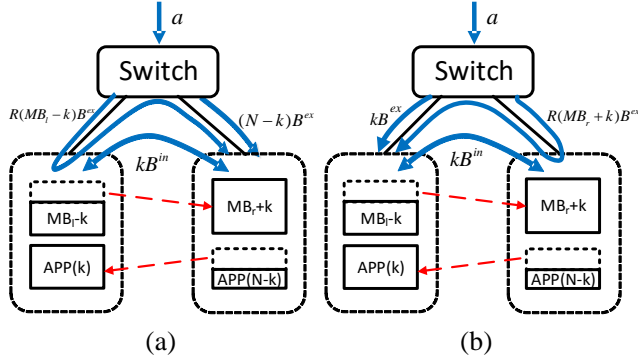 a
Switch
R(MB_l-k)B^ex
(N-k)B^ex
kB^in
MB_l-k
MB_r+k
APP(k)
APP(N-k)
(a)
a
Switch
kB^ex
R(MB_r+k)B^ex
kB^in
MB_l-k
MB_r+k
APP(k)
APP(N-k)
(b)